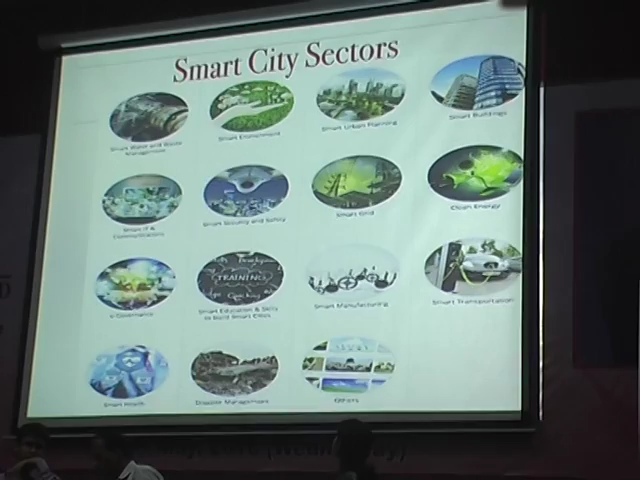 Smart City Sectors
Smart Water and Waste
Management
Smart Environment
Smart Urban Planning
Smart Buildings
Smart IT &
Communications
Smart Security and Safety
Smart Grid
Clean Energy
e-Governance
TRAINING
Coaching
Smart Education & Skills
to build Smart Cities
Smart Manufacturing
Smart Transportation
Smart Health
Disaster Management
Others